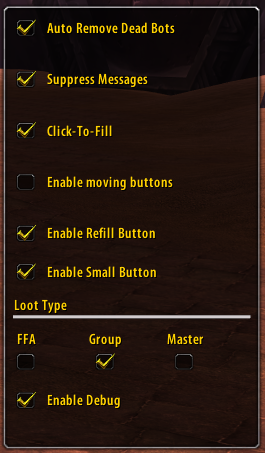 Auto Remove Dead Bots
Suppress Messages
Click-To-Fill
Enable moving buttons
Enable Refill Button
Enable Small Button
Loot Type
FFA Group Master
Enable Debug